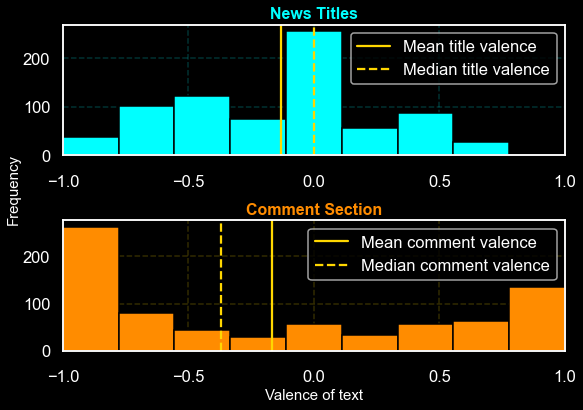 News Titles
Mean title valence
Median title valence
200
100
0
−1.0 −0.5 0.0 0.5 1.0
Frequency
Comment Section
Mean comment valence
Median comment valence
200
100
0
−1.0 −0.5 0.0 0.5 1.0
Valence of text